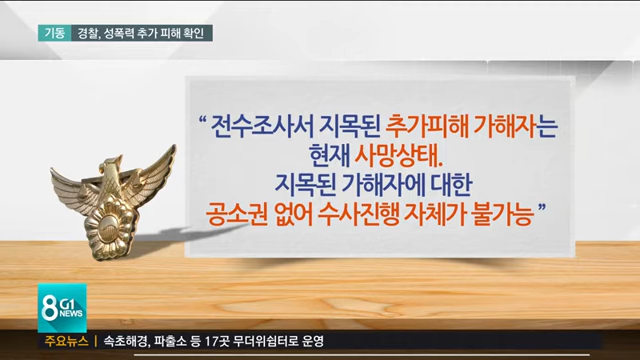 기동 경찰, 성폭력 추가 피해 확인
“ 전수조사서 지목된 추가피해 가해자는
현재 사망상태.
지목된 가해자에 대한
공소권 없어 수사진행 자체가 불가능 ”
8 G1 NEWS
주요뉴스 속초해경, 파출소 등 17곳 무더위쉼터로 운영